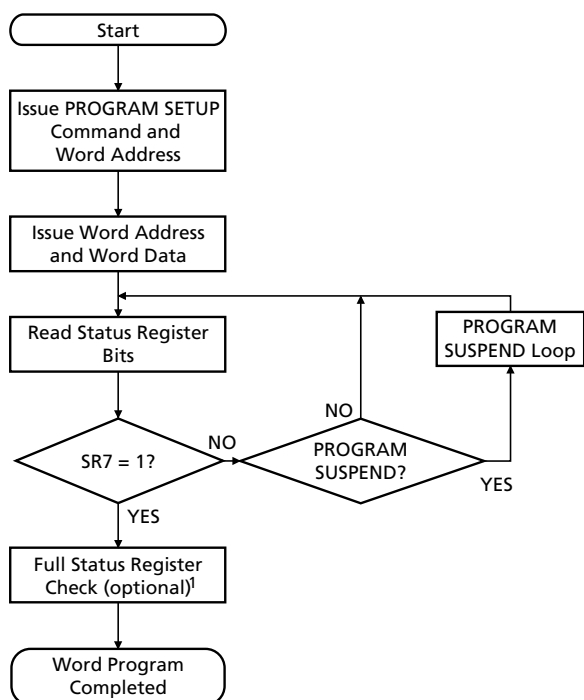 Start
Issue PROGRAM SETUP
Command and
Word Address
Issue Word Address
and Word Data
Read Status Register
Bits
PROGRAM
SUSPEND Loop
SR7 = 1?
NO
PROGRAM
SUSPEND?
NO
YES
YES
Full Status Register
Check (optional)1
Word Program
Completed